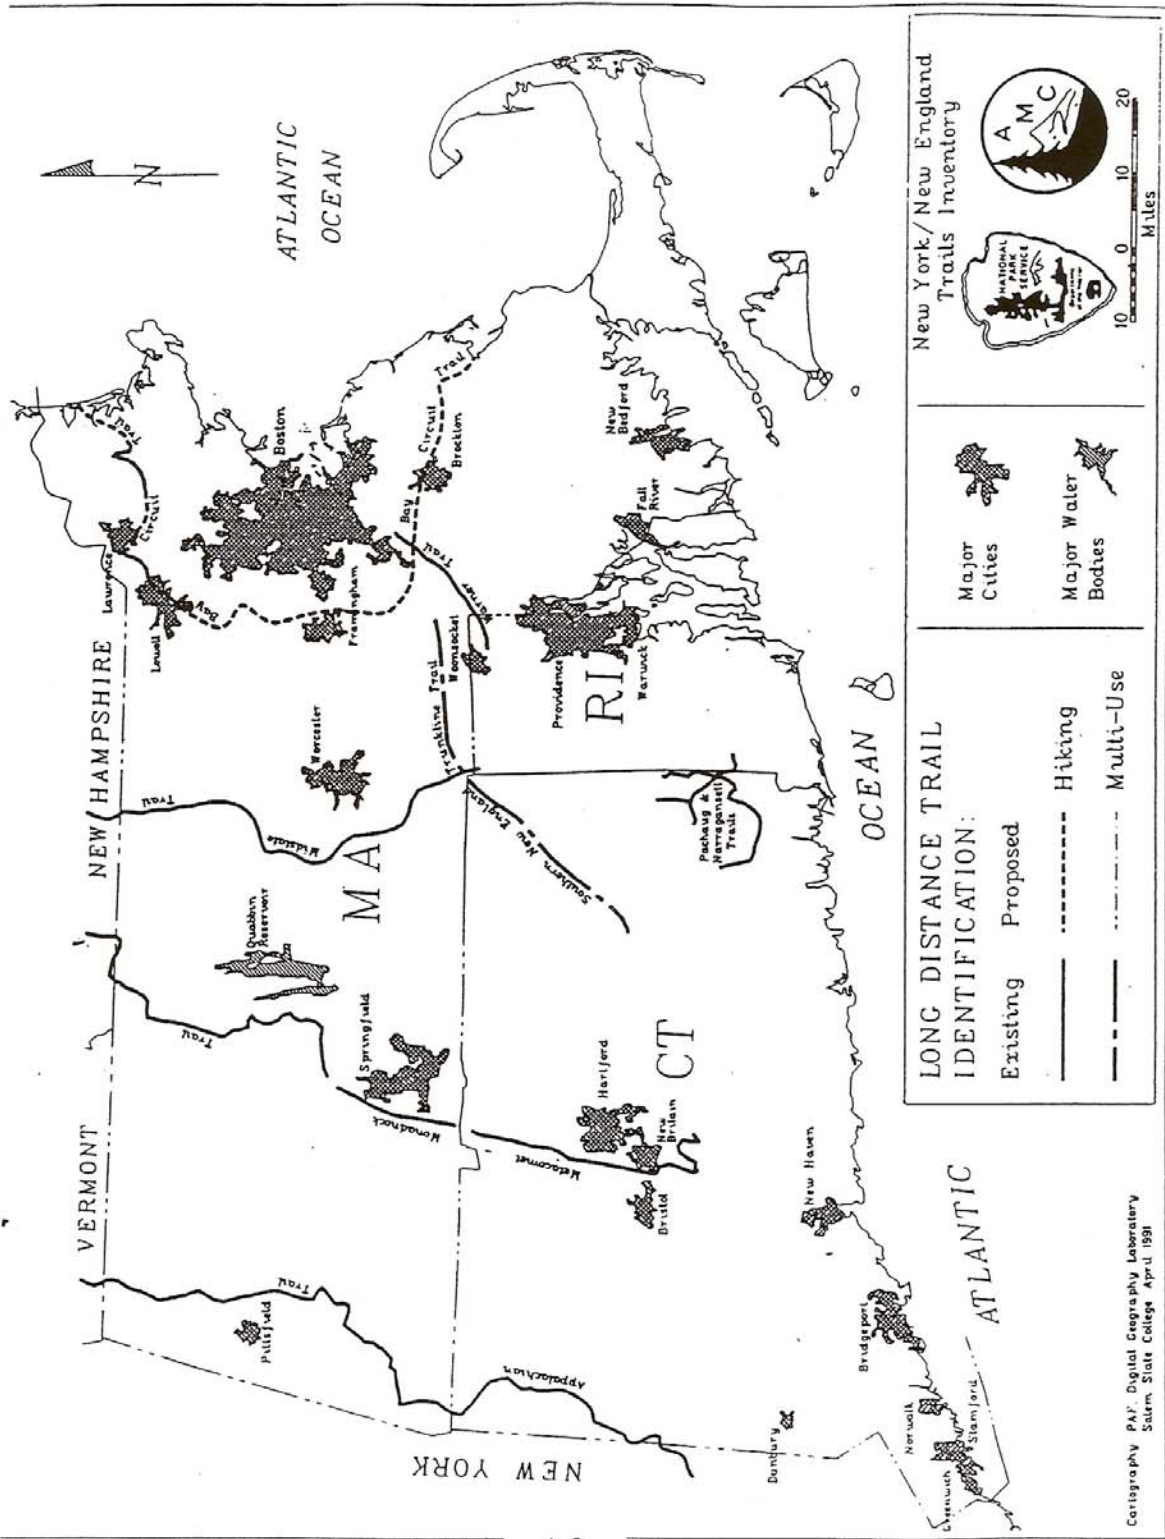 NEW HAMPSHIRE
VERMONT
NEW YORK
MA
CT
RI
ATLANTIC
OCEAN
N
OCEAN
ATLANTIC
Lawrence
Lowell
Bay
Circuit
Trail
Boston
Framingham
Bay
Circuit
Trail
Brockton
Worcester
Midstate
Trail
Quabbin
Reservoir
Springfield
Pittsfield
Appalachian
Trail
Metacomet
Monadnock
Trail
Trunkline Trail
Woonsocket
Warner
Trail
Southern New England
Providence
Warwick
Fall
River
New
Bedford
Pachaug &
Narragansett
Trails
Hartford
New
Britain
Bristol
New Haven
Bridgeport
Norwalk
Stamford
Greenwich
Danbury
LONG DISTANCE TRAIL
IDENTIFICATION:
Existing Proposed
Hiking
Multi-Use
Major
Cities
Major Water
Bodies
New York/New England
Trails Inventory
NATIONAL
PARK
SERVICE
A M C
10 0 10 20
Miles
Cartography PAF, Digital Geography Laboratory
Salem State College April 1991